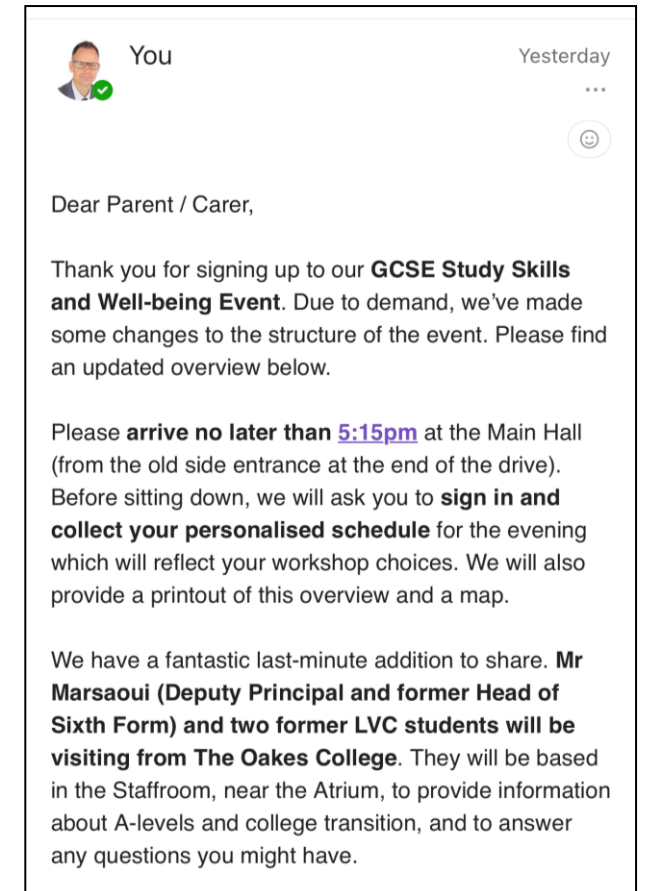 You
Yesterday
Dear Parent / Carer,
Thank you for signing up to our GCSE Study Skills
and Well-being Event. Due to demand, we’ve made
some changes to the structure of the event. Please find
an updated overview below.
Please arrive no later than 5:15pm at the Main Hall
(from the old side entrance at the end of the drive).
Before sitting down, we will ask you to sign in and
collect your personalised schedule for the evening
which will reflect your workshop choices. We will also
provide a printout of this overview and a map.
We have a fantastic last-minute addition to share. Mr
Marsaoui (Deputy Principal and former Head of
Sixth Form) and two former LVC students will be
visiting from The Oakes College. They will be based
in the Staffroom, near the Atrium, to provide information
about A-levels and college transition, and to answer
any questions you might have.